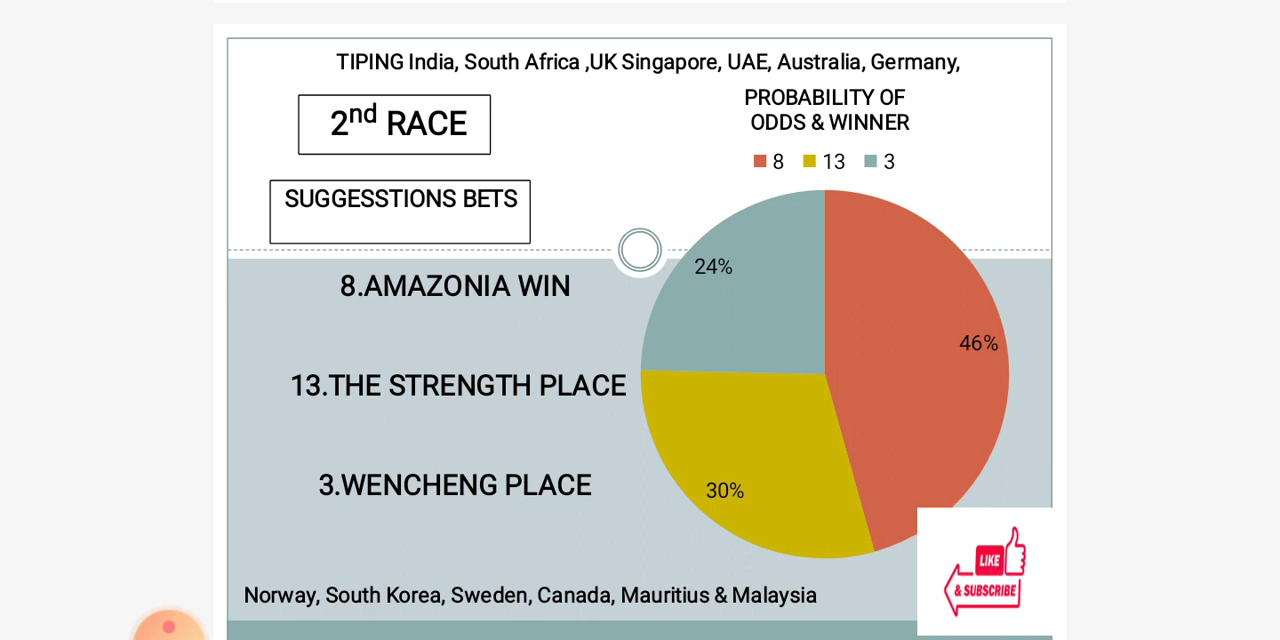 TIPING India, South Africa ,UK Singapore, UAE, Australia, Germany,
2nd RACE
PROBABILITY OF
ODDS & WINNER
8 13 3
SUGGESSTIONS BETS
24%
8.AMAZONIA WIN
46%
13.THE STRENGTH PLACE
3.WENCHENG PLACE
30%
LIKE
& SUBSCRIBE
Norway, South Korea, Sweden, Canada, Mauritius & Malaysia